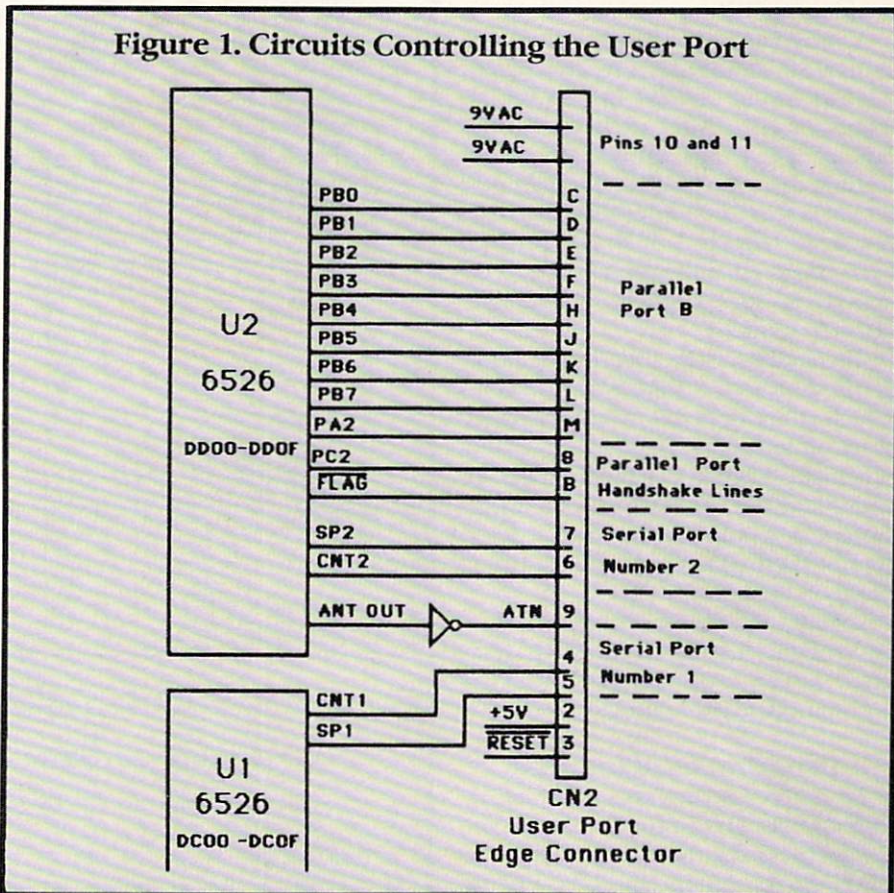 Figure 1. Circuits Controlling the User Port
9VAC
9VAC
Pins 10 and 11
PB0 C
PB1 D
PB2 E
PB3 F
PB4 H
PB5 J
PB6 K
PB7 L
PA2 M
Parallel
Port B
U2
6526
DD00-DD0F
PC2 8
FLAG B
Parallel Port
Handshake Lines
SP2 7
CNT2 6
Serial Port
Number 2
ANT OUT ATN 9
4
5
Serial Port
Number 1
CNT1
SP1
+5V 2
RESET 3
U1
6526
DC00 -DC0F
CN2
User Port
Edge Connector